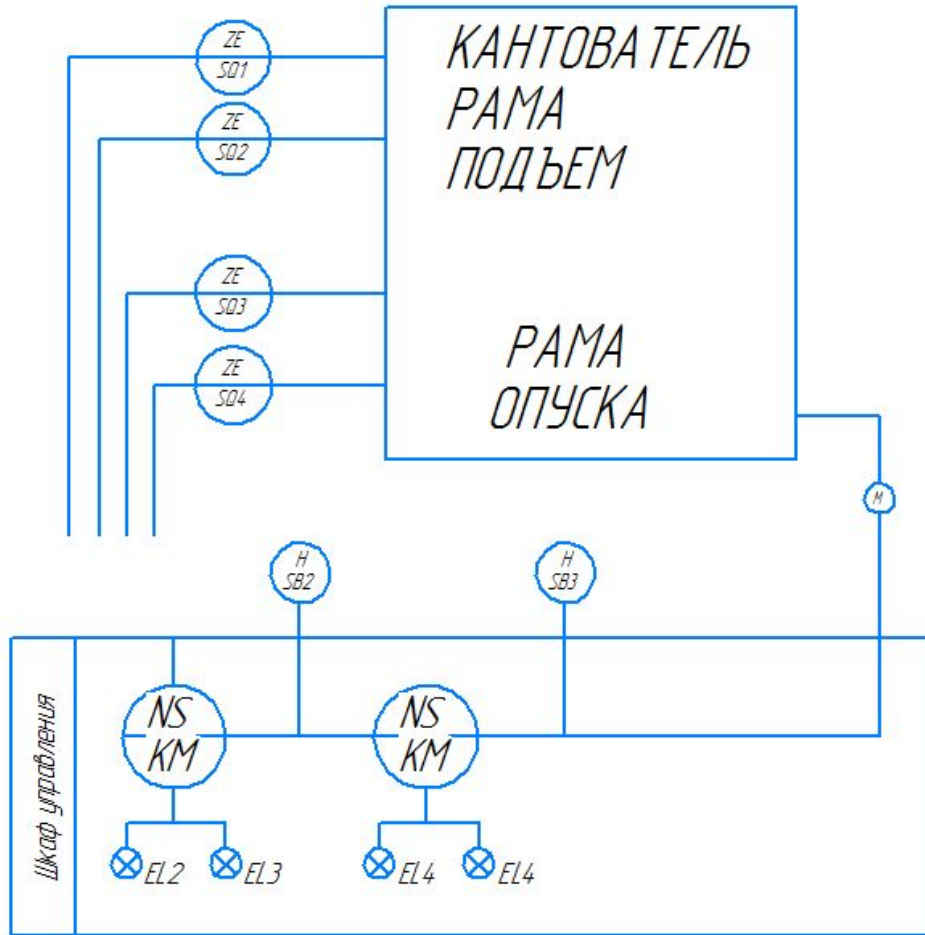 ZE
SQ1
ZE
SQ2
КАНТОВАТЕЛЬ
РАМА
ПОДЪЕМ
ZE
SQ3
ZE
SQ4
РАМА
ОПУСКА
М
H
SB2
H
SB3
Шкаф управления
NS
KM
NS
KM
EL2
EL3
EL4
EL4